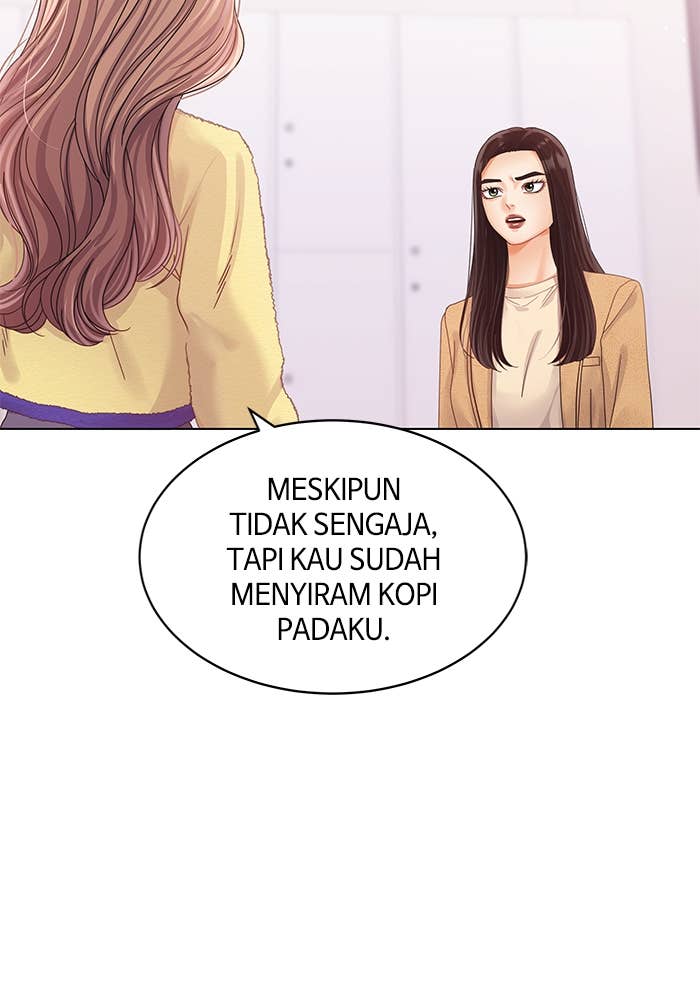 MESKIPUN
TIDAK SENGAJA,
TAPI KAU SUDAH
MENYIRAM KOPI
PADAKU.